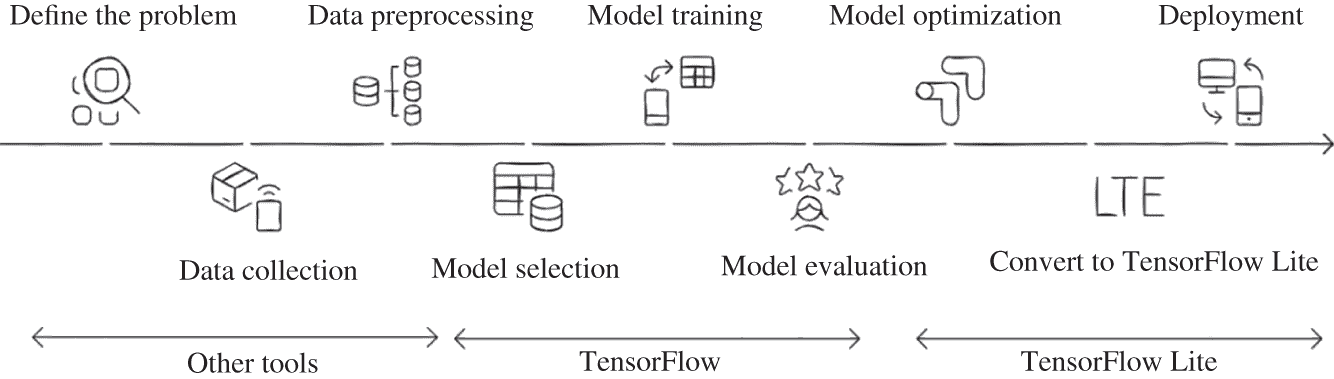 Define the problem
Data preprocessing
Model training
Model optimization
Deployment
LTE
Data collection
Model selection
Model evaluation
Convert to TensorFlow Lite
Other tools
TensorFlow
TensorFlow Lite